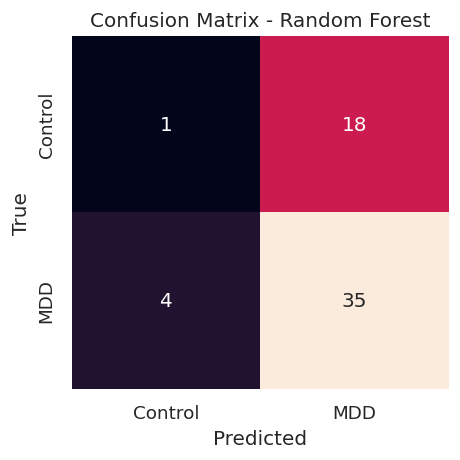 Confusion Matrix - Random Forest
True
Control
1
18
MDD
4
35
Control
MDD
Predicted